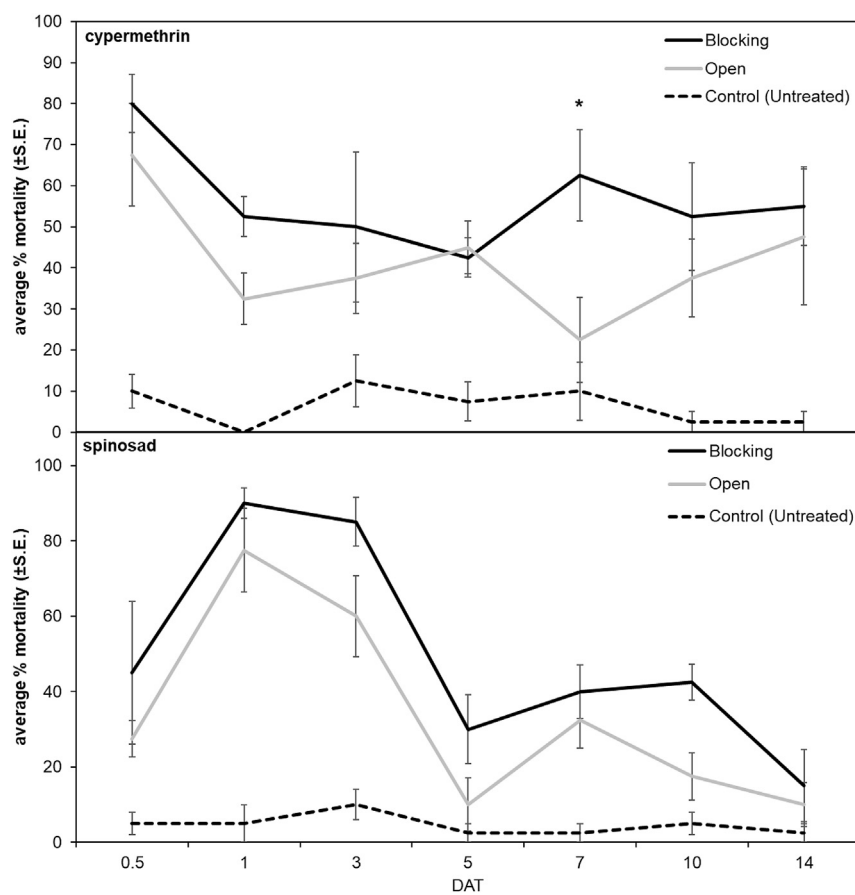 cypermethrin
Blocking
Open
Control (Untreated)
*
average % mortality (±S.E.)
100
90
80
70
60
50
40
30
20
10
0
spinosad
Blocking
Open
Control (Untreated)
average % mortality (±S.E.)
100
80
60
40
20
0
0.5 1 3 5 7 10 14
DAT